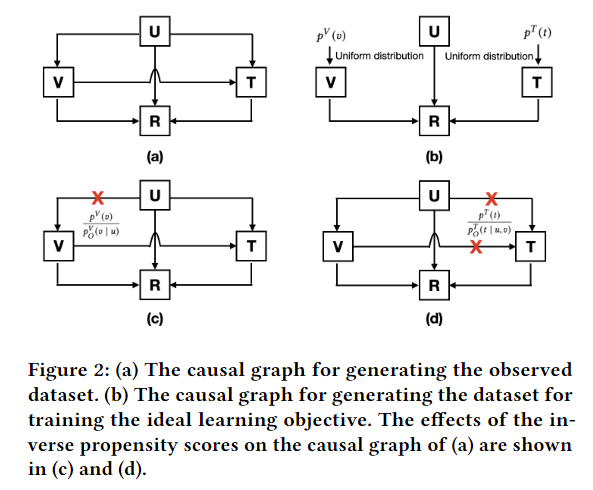 U
V
T
R
(a)
p^V(v)
U
p^T(t)
Uniform distribution
Uniform distribution
V
T
R
(b)
U
p^V(v)
p_O^V(v | u)
V
T
R
(c)
U
p^T(t)
p_O^T(t | u, v)
V
T
R
(d)
Figure 2: (a) The causal graph for generating the observed
dataset. (b) The causal graph for generating the dataset for
training the ideal learning objective. The effects of the in-
verse propensity scores on the causal graph of (a) are shown
in (c) and (d).